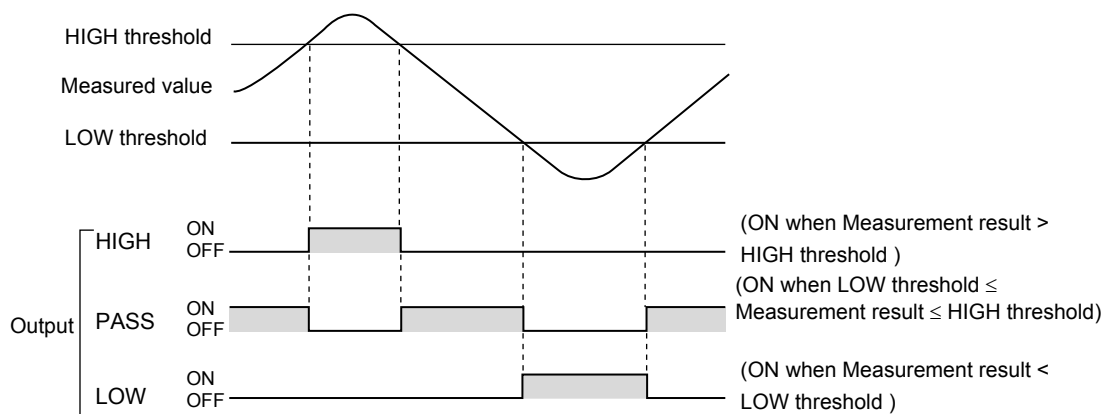 HIGH threshold
Measured value
LOW threshold
Output
HIGH
ON
OFF
(ON when Measurement result >
HIGH threshold )
PASS
ON
OFF
(ON when LOW threshold ≤
Measurement result ≤ HIGH threshold)
LOW
ON
OFF
(ON when Measurement result <
LOW threshold )